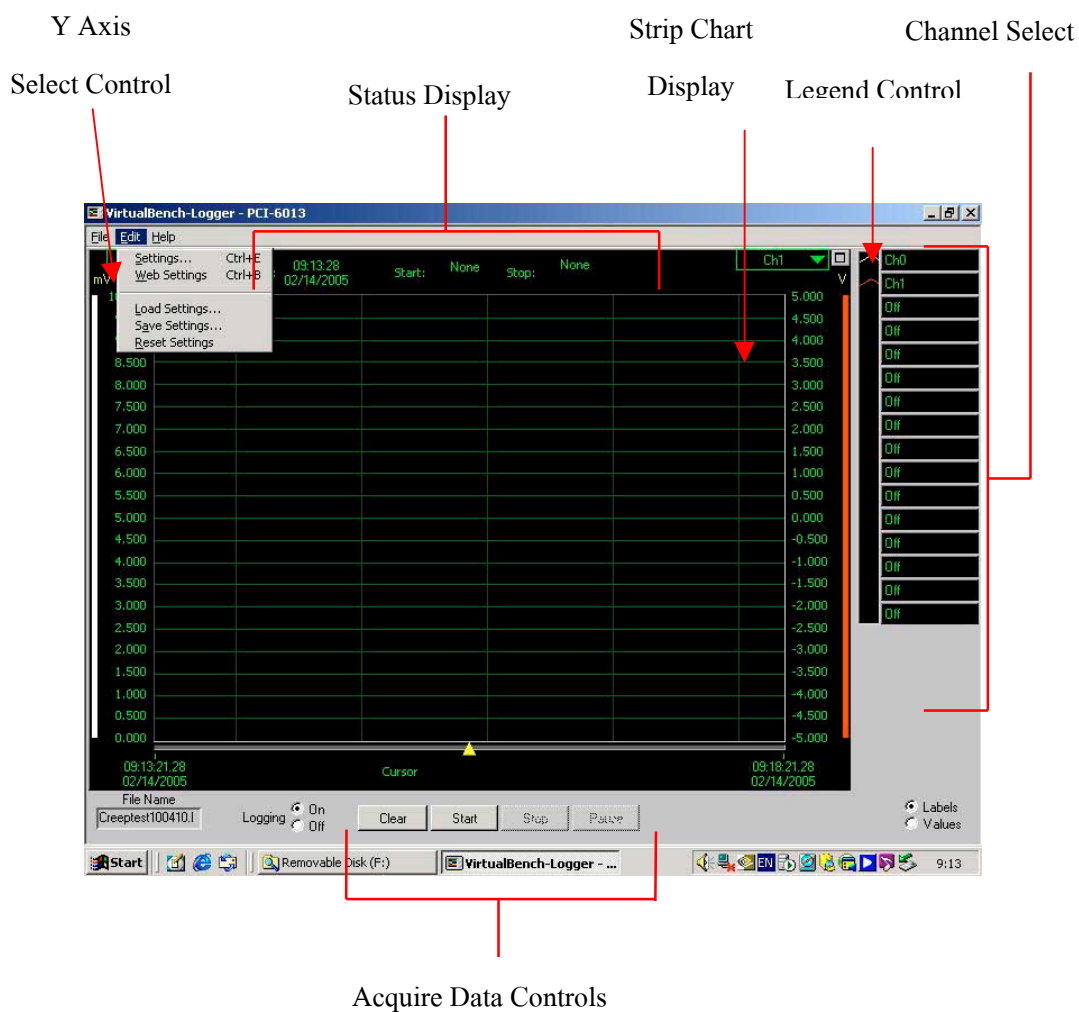 Y Axis
Select Control
Status Display
Strip Chart
Display
Channel Select
Legend Control
VirtualBench-Logger - PCI-6013
File Edit Help
Settings... Ctrl+E
Web Settings Ctrl+B
Load Settings...
Save Settings...
Reset Settings
mV
09:13:28
02/14/2005
Start: None Stop: None
Ch1
V
8.500
8.000
7.500
7.000
6.500
6.000
5.500
5.000
4.500
4.000
3.500
3.000
2.500
2.000
1.500
1.000
0.500
0.000
5.000
4.500
4.000
3.500
3.000
2.500
2.000
1.500
1.000
0.500
0.000
-0.500
-1.000
-1.500
-2.000
-2.500
-3.000
-3.500
-4.000
-4.500
-5.000
Ch0
Ch1
Off
Off
Off
Off
Off
Off
Off
Off
Off
Off
Off
Off
Off
Off
09:13:21.28
02/14/2005
Cursor
09:18:21.28
02/14/2005
File Name
Creeptest100410.l
Logging On
Off
Clear Start Stop Pause
Labels
Values
Start Removable Disk (F:) VirtualBench-Logger - ... EN 9:13
Acquire Data Controls